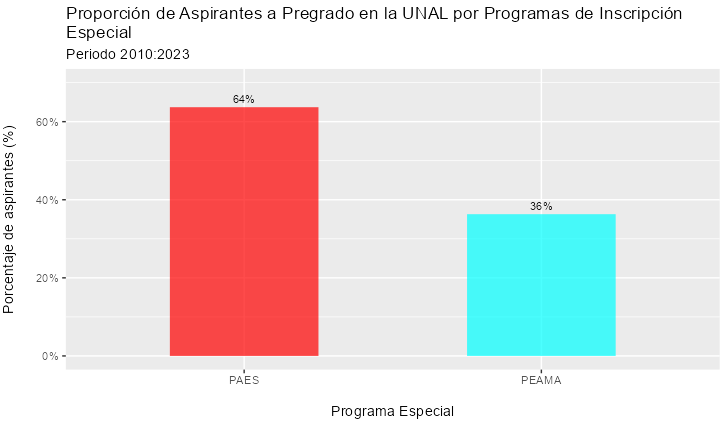 Proporción de Aspirantes a Pregrado en la UNAL por Programas de Inscripción
Especial
Periodo 2010:2023
Porcentaje de aspirantes (%)
64%
60%
40%
36%
20%
0%
PAES
PEAMA
Programa Especial